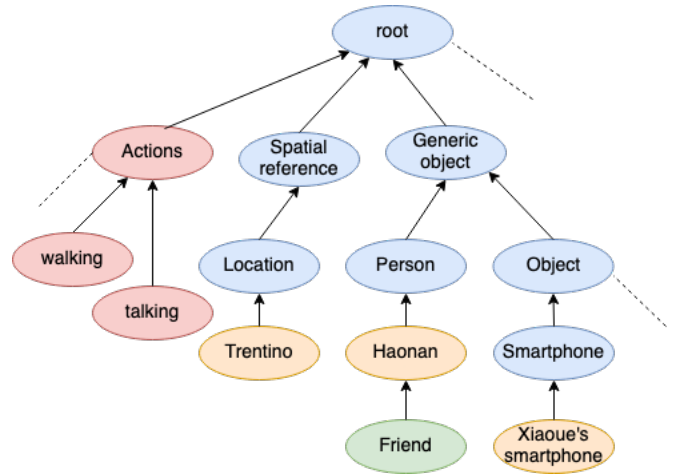 root
Actions
Spatial
reference
Generic
object
walking
talking
Location
Person
Object
Trentino
Haonan
Smartphone
Friend
Xiaoue's
smartphone